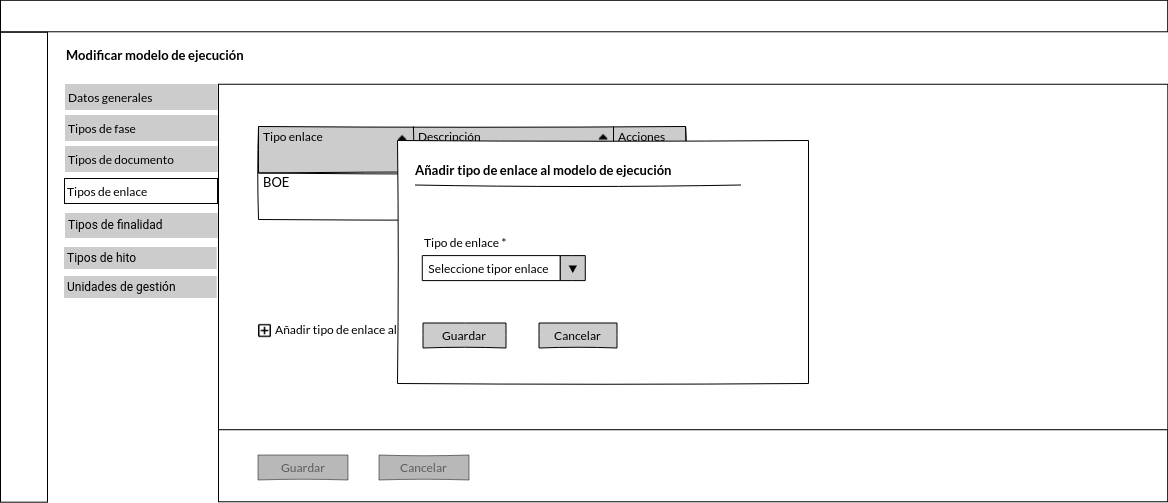 Modificar modelo de ejecución
Datos generales
Tipos de fase
Tipos de documento
Tipos de enlace
Tipos de finalidad
Tipos de hito
Unidades de gestión
Tipo enlace
Descripción
Acciones
BOE
Añadir tipo de enlace al
Añadir tipo de enlace al modelo de ejecución
Tipo de enlace *
Seleccione tipor enlace
Guardar
Cancelar
Guardar
Cancelar